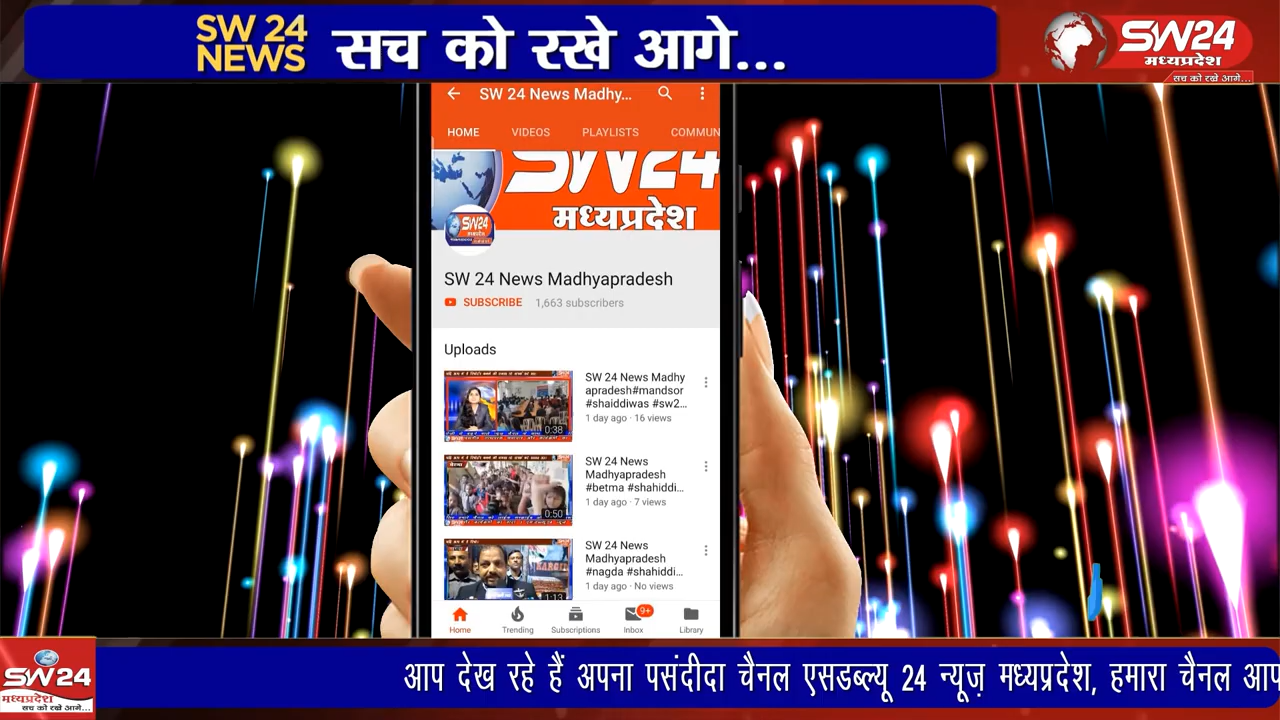 SW 24
NEWS
सच को रखे आगे...
SW24
मध्यप्रदेश
सच को रखे आगे...
SW 24 News Madhy...
HOME VIDEOS PLAYLISTS COMMUN
SW24
मध्यप्रदेश
SW24
SW 24 News Madhyapradesh
SUBSCRIBE 1,663 subscribers
Uploads
SW 24 News Madhy
apradesh#mandsor
#shaiddiwas #sw2...
1 day ago · 16 views
0:38
SW 24 News
Madhyapradesh
#betma #shahiddi...
1 day ago · 7 views
0:50
SW 24 News
Madhyapradesh
#nagda #shahiddi...
1 day ago · No views
1:13
9+
Home Trending Subscriptions Inbox Library
SW24
मध्यप्रदेश
सच को रखे आगे...
आप देख रहे हैं अपना पसंदीदा चैनल एसडब्ल्यू 24 न्यूज़ मध्यप्रदेश, हमारा चैनल आप